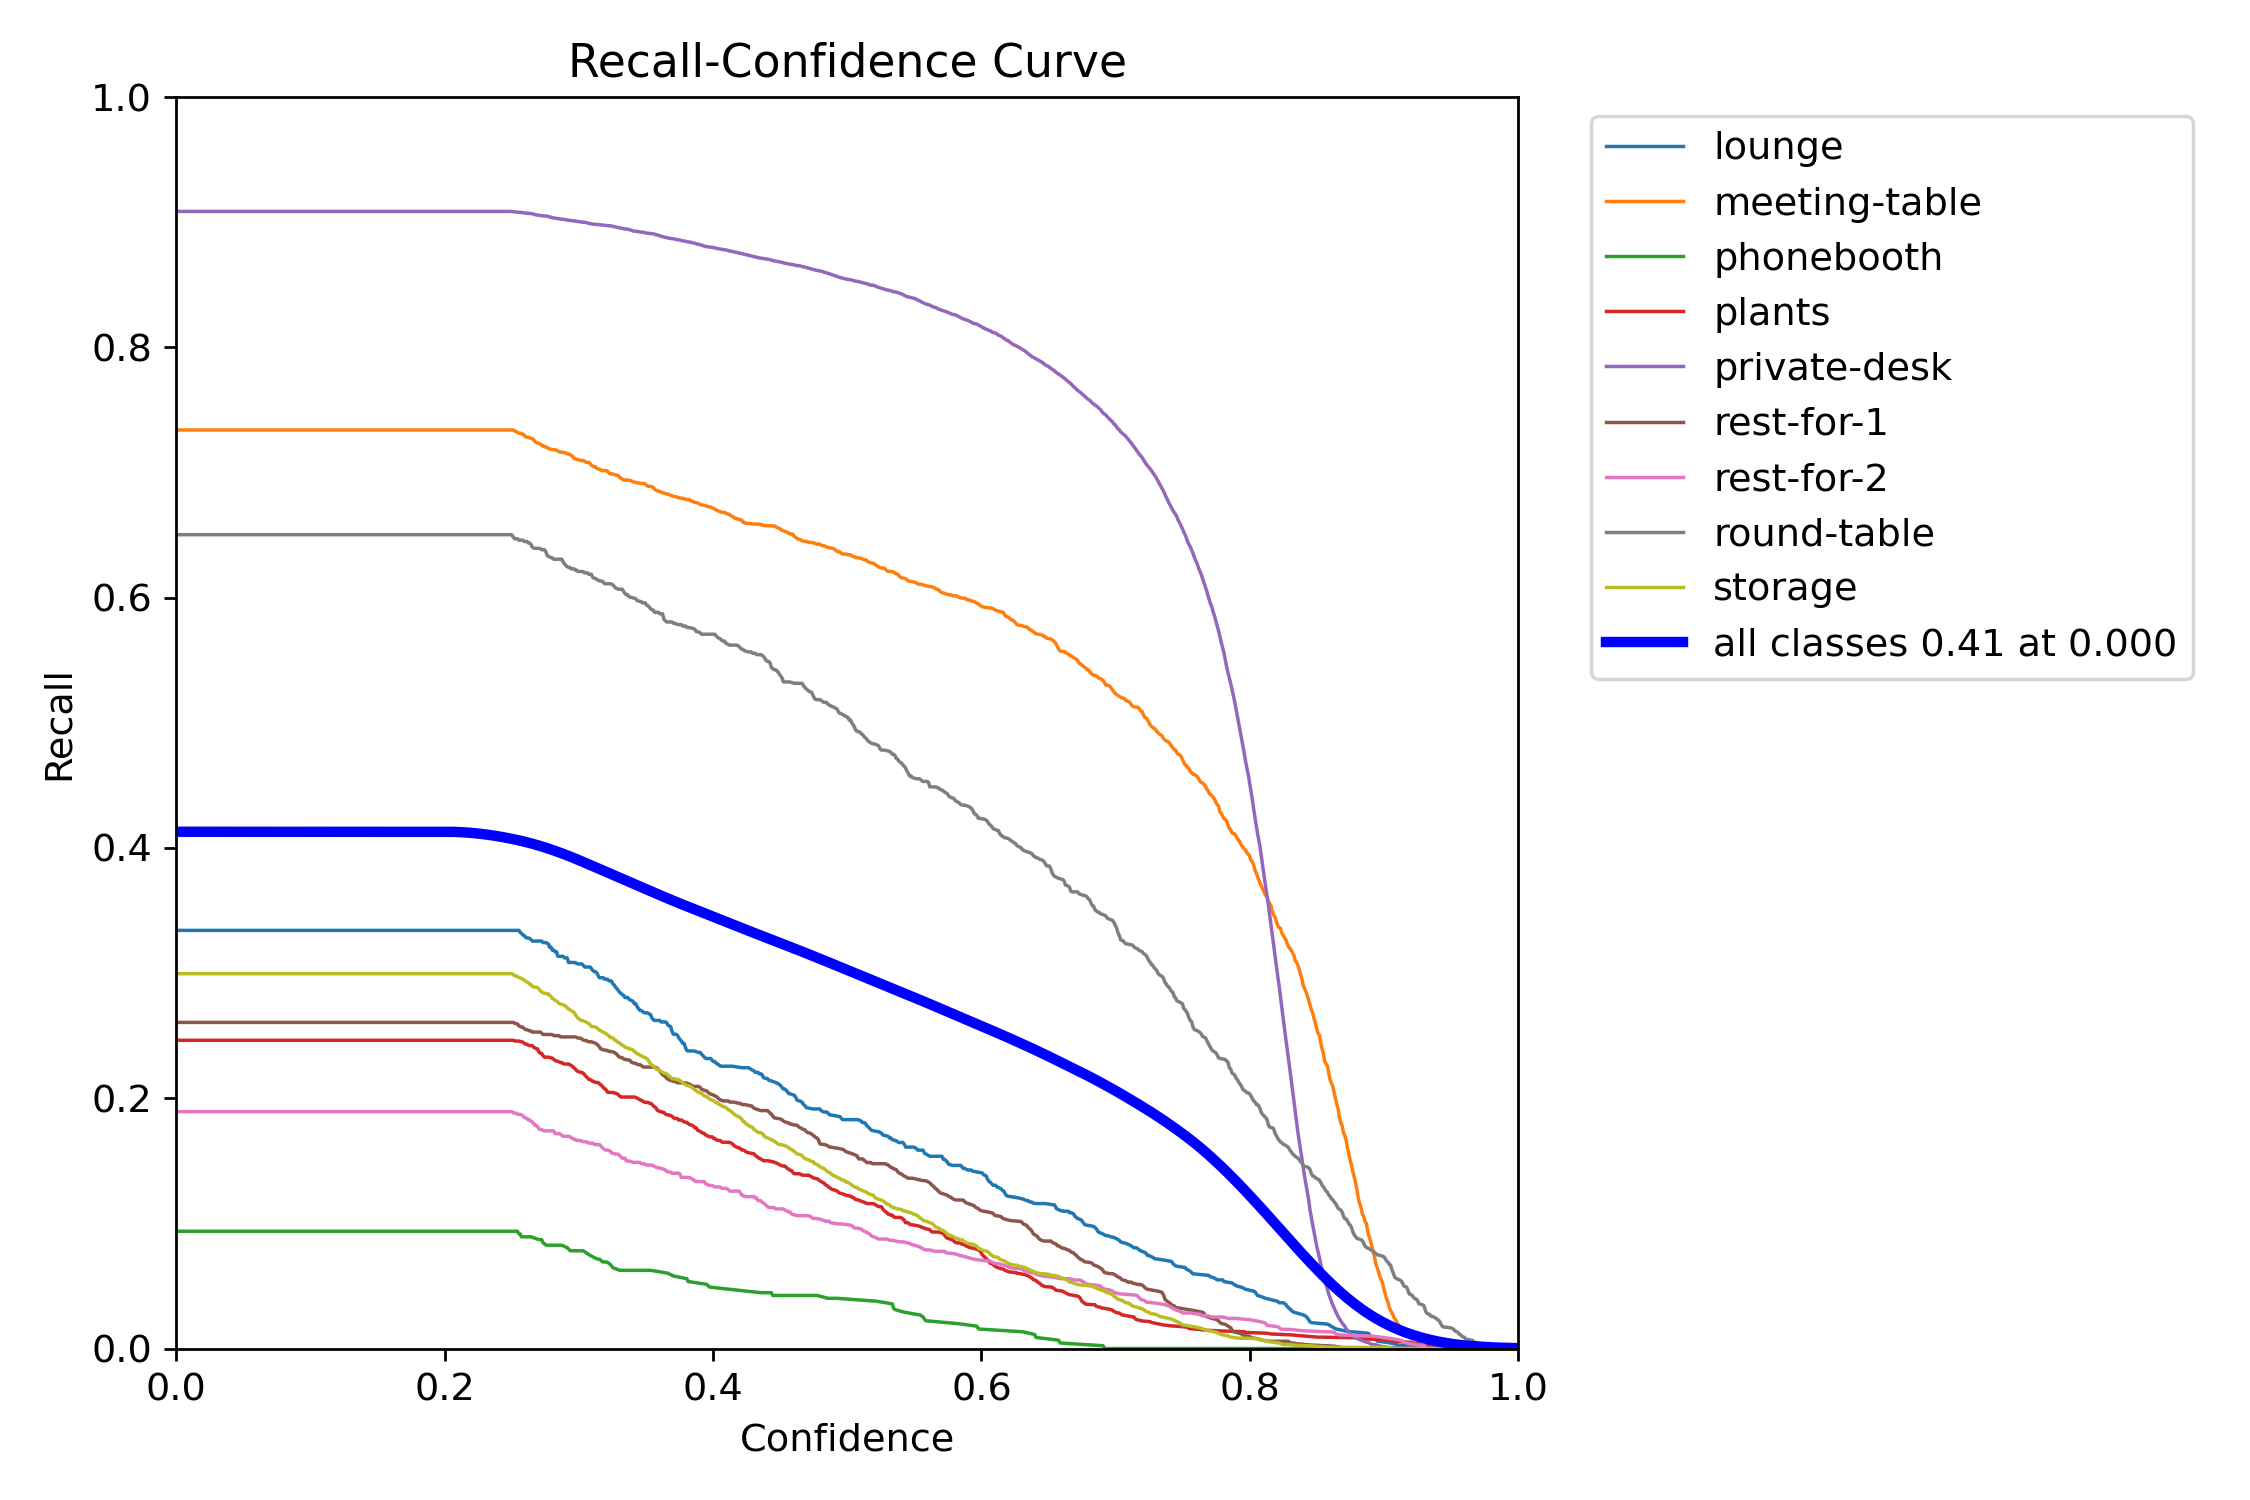 Recall-Confidence Curve
1.0
0.8
0.6
0.4
0.2
0.0
Recall
0.0 0.2 0.4 0.6 0.8 1.0
Confidence
lounge
meeting-table
phonebooth
plants
private-desk
rest-for-1
rest-for-2
round-table
storage
all classes 0.41 at 0.000